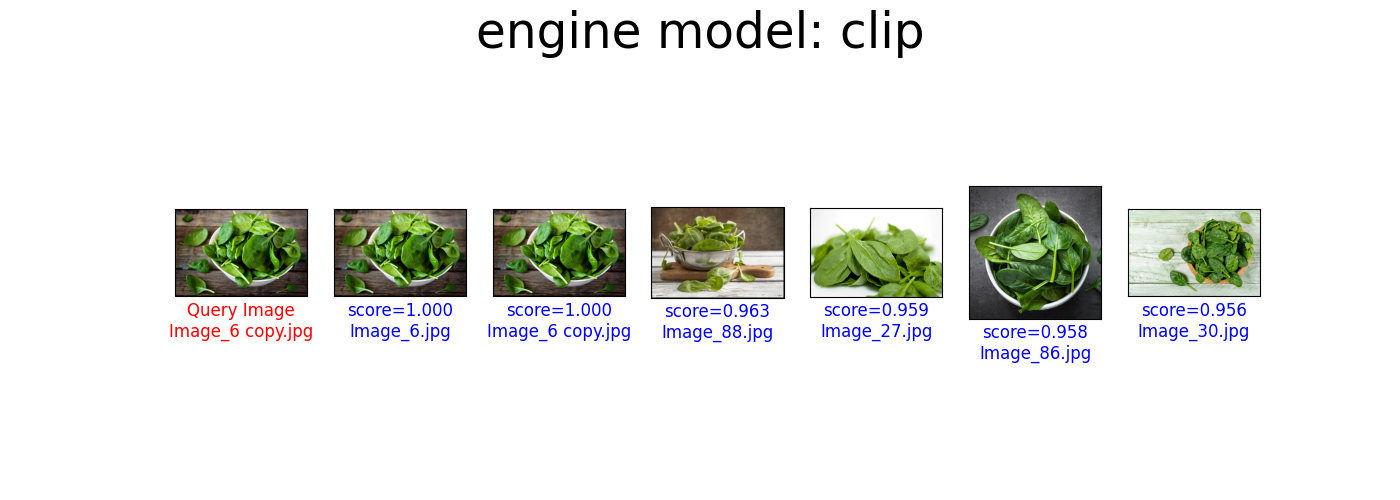 engine model: clip
Query Image
Image_6 copy.jpg
score=1.000
Image_6.jpg
score=1.000
Image_6 copy.jpg
score=0.963
Image_88.jpg
score=0.959
Image_27.jpg
score=0.958
Image_86.jpg
score=0.956
Image_30.jpg